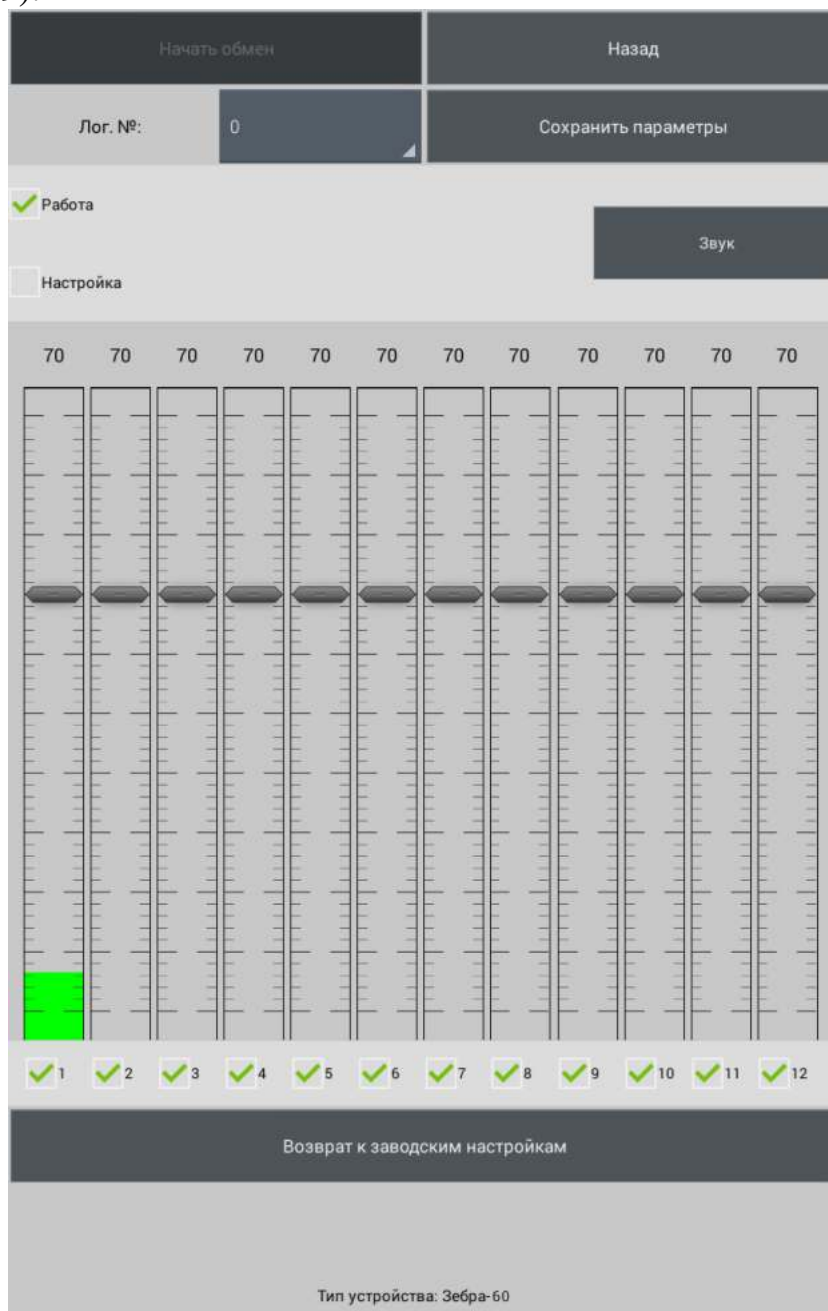 Начать обмен Назад
Лог. №: 0 Сохранить параметры
Работа
Звук
Настройка
70 70 70 70 70 70 70 70 70 70 70 70
1 2 3 4 5 6 7 8 9 10 11 12
Возврат к заводским настройкам
Тип устройства: Зебра-60